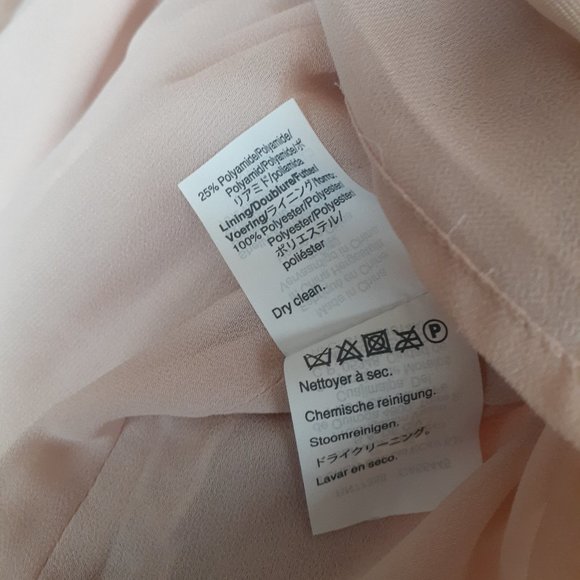 25% Polyamide/Polyamide/
Polyamid/Polyamide/ポ
リアミド/poliamida
Lining/Doublure/Futter/
Voering/ライニング/forro:
100% Polyester/Polyester/
Polyester/Polyester/
ポリエステル/
poliéster
Dry clean.
P
Nettoyer à sec.
Chemische reinigung.
Stoomreinigen.
ドライクリーニング。
Lavar en seco.